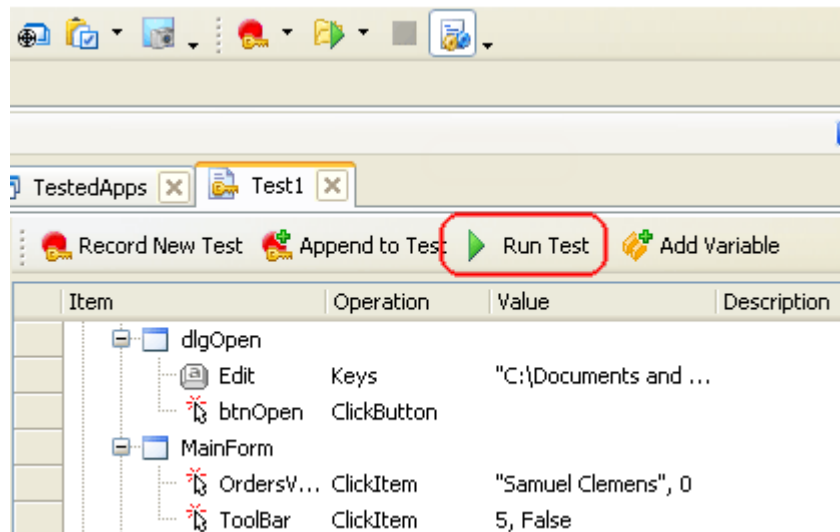 TestedApps Test1
Record New Test Append to Test Run Test Add Variable
Item Operation Value Description
dlgOpen
Edit Keys "C:\Documents and ...
btnOpen ClickButton
MainForm
OrdersV... ClickItem "Samuel Clemens", 0
ToolBar ClickItem 5, False